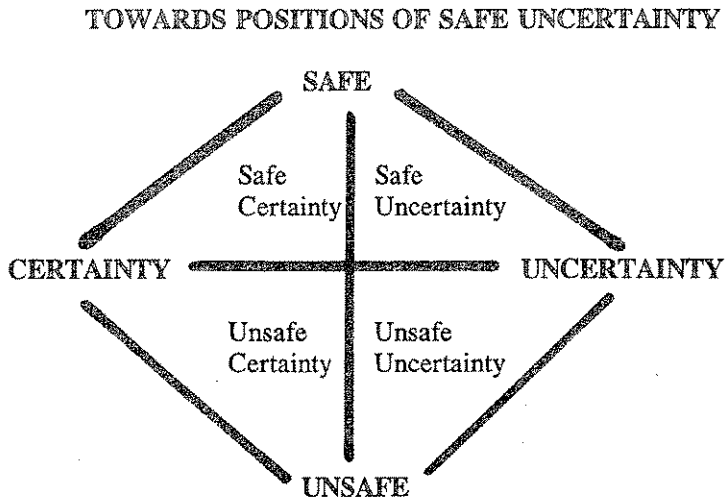 TOWARDS POSITIONS OF SAFE UNCERTAINTY
SAFE
Safe
Certainty
Safe
Uncertainty
CERTAINTY
UNCERTAINTY
Unsafe
Certainty
Unsafe
Uncertainty
UNSAFE